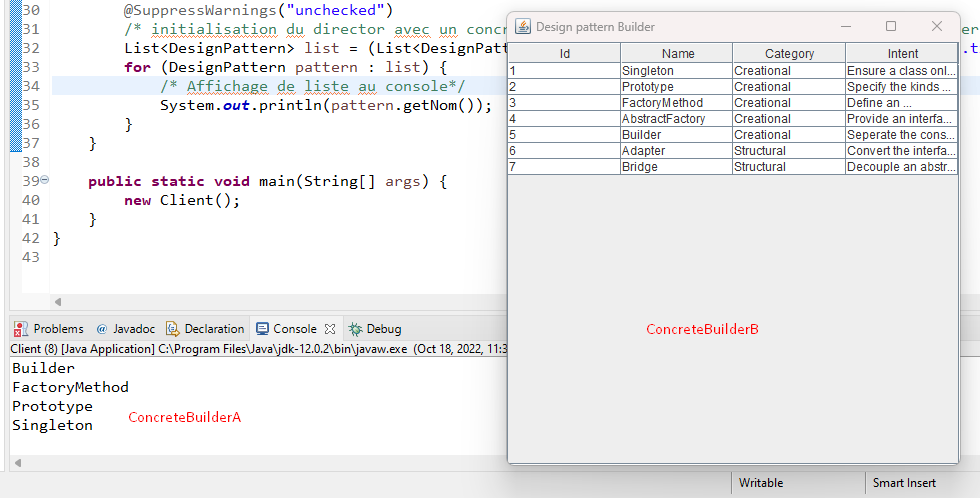 30 @SuppressWarnings("unchecked")
31 /* initialisation du director avec un concr
32 List<DesignPattern> list = (List<DesignPatt
33 for (DesignPattern pattern : list) {
34 /* Affichage de liste au console*/
35 System.out.println(pattern.getNom());
36 }
37 }
38
39 public static void main(String[] args) {
40 new Client();
41 }
42 }
43
Design pattern Builder
Id Name Category Intent
1 Singleton Creational Ensure a class onl...
2 Prototype Creational Specify the kinds ...
3 FactoryMethod Creational Define an ...
4 AbstractFactory Creational Provide an interfa...
5 Builder Creational Seperate the cons...
6 Adapter Structural Convert the interfa...
7 Bridge Structural Decouple an abstr...
ConcreteBuilderB
er
.t
Problems @ Javadoc Declaration Console Debug
Client (8) [Java Application] C:\Program Files\Java\jdk-12.0.2\bin\javaw.exe (Oct 18, 2022, 11:3
Builder
FactoryMethod
Prototype
Singleton
ConcreteBuilderA
Writable Smart Insert